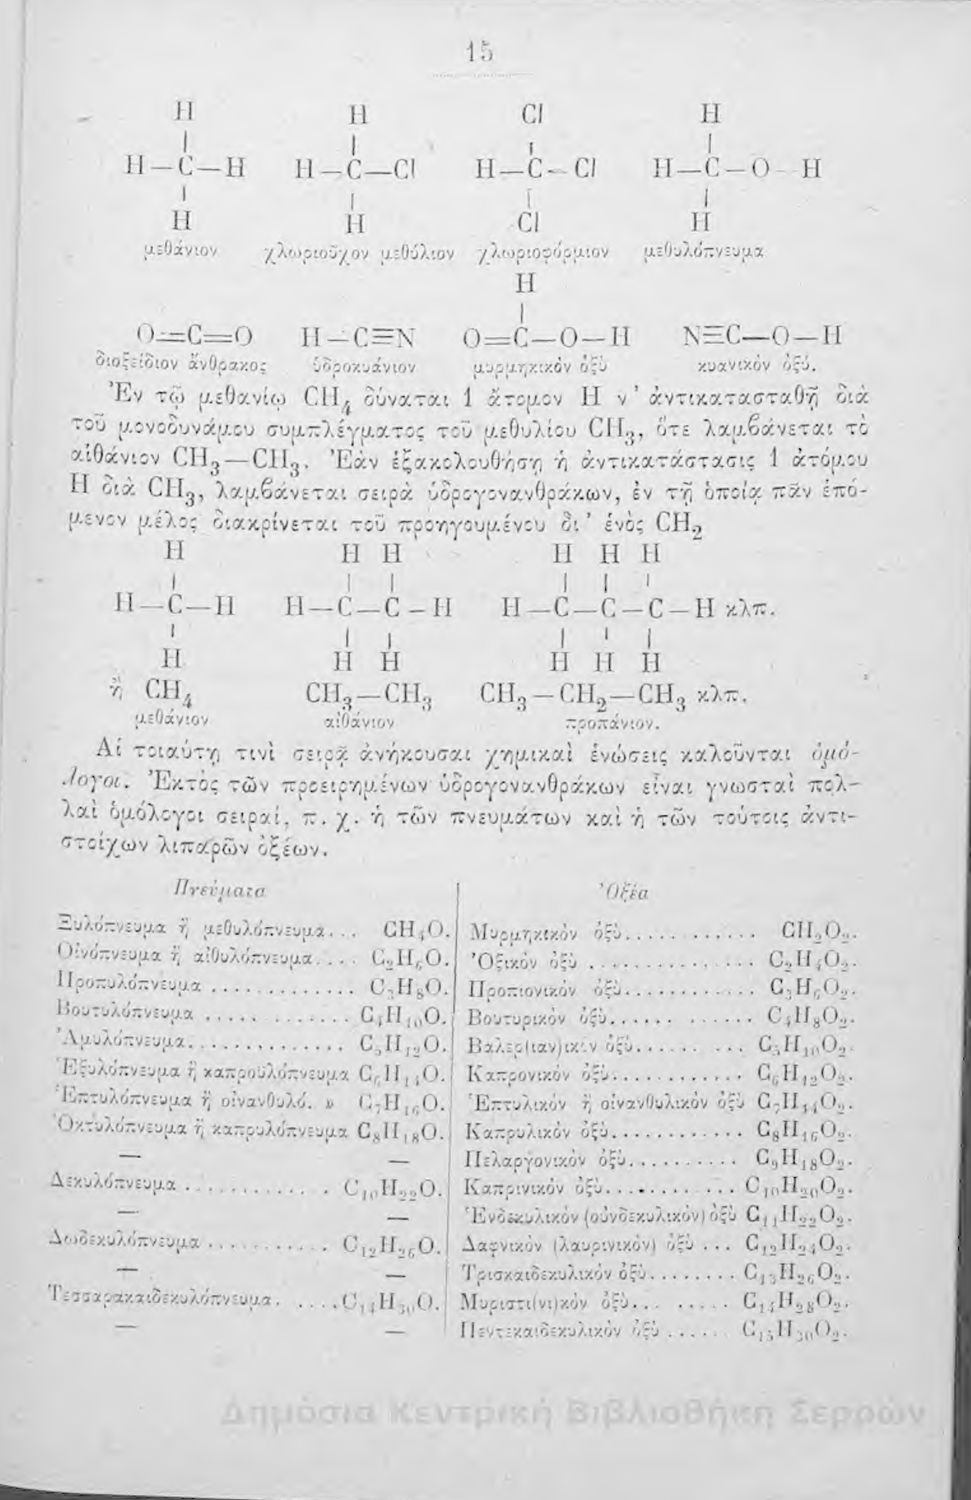 15
H H Cl H
| | | |
H—C—H H—C—Cl H—C—Cl H—C—O—H
| | | |
H H Cl H
μεθάνιον χλωριοῦχον μεθύλιον χλωριοφόρμιον μεθυλόπνευμα
H
|
O=C=O H—C≡N O=C—O—H N≡C—O—H
διοξείδιον ἄνθρακος ὑδροκυάνιον μυρμηκικὸν ὀξὺ κυανικὸν ὀξύ.
Ἐν τῷ μεθανίῳ CH₄ δύναται 1 ἄτομον H ν’ ἀντικατασταθῇ διὰ
τοῦ μονοδυνάμου συμπλέγματος τοῦ μεθυλίου CH₃, ὅτε λαμβάνεται τὸ
αἰθάνιον CH₃—CH₃. Ἐὰν ἐξακολουθήσῃ ἡ ἀντικατάστασις 1 ἀτόμου
H διὰ CH₃, λαμβάνεται σειρὰ ὑδρογονανθράκων, ἐν τῇ ὁποίᾳ πᾶν ἑπό-
μενον μέλος διακρίνεται τοῦ προηγουμένου δι’ ἑνὸς CH₂
H H H H H H
| | | | | |
H—C—H H—C—C—H H—C—C—C—H κλπ.
| | | | | |
H H H H H H
ἢ CH₄ CH₃—CH₃ CH₃—CH₂—CH₃ κλπ.
μεθάνιον αἰθάνιον προπάνιον.
Αἱ τοιαύτῃ τινὶ σειρᾷ ἀνήκουσαι χημικαὶ ἑνώσεις καλοῦνται ὁμό-
λογοι. Ἐκτὸς τῶν προειρημένων ὑδρογονανθράκων εἶναι γνωσταὶ πολ-
λαὶ ὁμόλογοι σειραί, π. χ. ἡ τῶν πνευμάτων καὶ ἡ τῶν τούτοις ἀντι-
στοίχων λιπαρῶν ὀξέων.
Πνεύματα
Ξυλόπνευμα ἢ μεθυλόπνευμα... CH₄O.
Οἰνόπνευμα ἢ αἰθυλόπνευμα.... C₂H₆O.
Προπυλόπνευμα ............. C₃H₈O.
Βουτυλόπνευμα ............. C₄H₁₀O.
Ἀμυλόπνευμα............... C₅H₁₂O.
Ἑξυλόπνευμα ἢ καπροϋλόπνευμα C₆H₁₄O.
Ἑπτυλόπνευμα ἢ οἰνανθυλό. » C₇H₁₆O.
Ὀκτυλόπνευμα ἢ καπρυλόπνευμα C₈H₁₈O.
— —
Δεκυλόπνευμα ............. C₁₀H₂₂O.
— —
Δωδεκυλόπνευμα ........... C₁₂H₂₆O.
— —
Τεσσαρακαιδεκυλόπνευμα. .....C₁₄H₃₀O.
— —
Ὀξέα
Μυρμηκικὸν ὀξὺ............. CH₂O₂.
Ὀξικὸν ὀξὺ ............... C₂H₄O₂.
Προπιονικὸν ὀξὺ............ C₃H₆O₂.
Βουτυρικὸν ὀξὺ............. C₄H₈O₂.
Βαλερ(ιαν)ικὸν ὀξὺ.......... C₅H₁₀O₂.
Καπρονικὸν ὀξὺ............. C₆H₁₂O₂.
Ἑπτυλικὸν ἢ οἰνανθυλικὸν ὀξὺ C₇H₁₄O₂.
Καπρυλικὸν ὀξὺ............. C₈H₁₆O₂.
Πελαργονικὸν ὀξὺ........... C₉H₁₈O₂.
Καπρινικὸν ὀξὺ............. C₁₀H₂₀O₂.
Ἑνδεκυλικὸν (οὐνδεκυλικόν) ὀξὺ C₁₁H₂₂O₂.
Δαφνικὸν (λαυρινικὸν) ὀξὺ ... C₁₂H₂₄O₂.
Τρισκαιδεκυλικὸν ὀξὺ......... C₁₃H₂₆O₂.
Μυριστι(νι)κὸν ὀξὺ.......... C₁₄H₂₈O₂.
Πεντεκαιδεκυλικὸν ὀξὺ ...... C₁₅H₃₀O₂.
Δημόσια Κεντρική Βιβλιοθήκη Σερρών